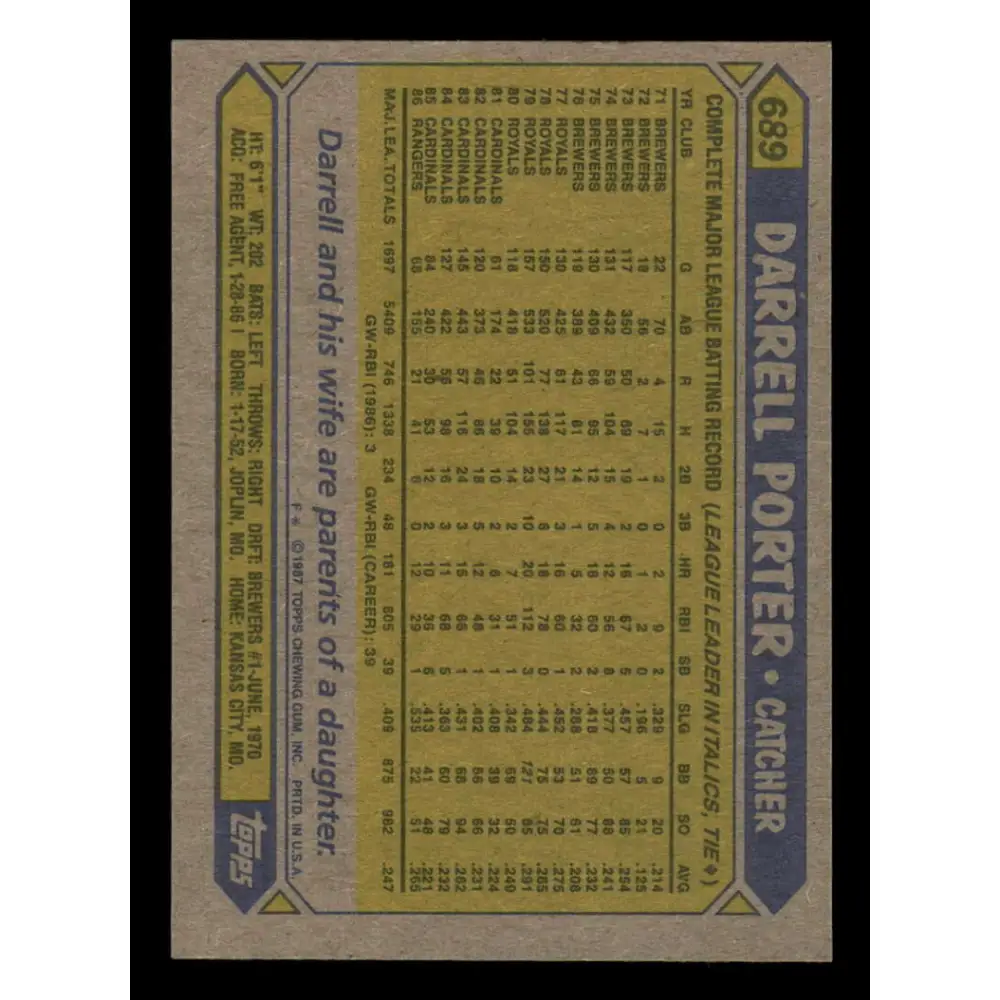 689 DARRELL PORTER • CATCHER
COMPLETE MAJOR LEAGUE BATTING RECORD (LEAGUE LEADER IN ITALICS, TIE ♦)
YR CLUB G AB R H 2B 3B HR RBI SB SLG BB SO AVG
71 BREWERS 22 70 4 15 2 0 2 9 2 .329 9 20 .214
72 BREWERS 18 56 2 7 1 0 1 2 0 .196 5 21 .125
73 BREWERS 117 350 50 89 19 2 16 67 5 .457 57 85 .254
74 BREWERS 131 432 59 104 15 4 12 56 8 .377 50 88 .241
75 BREWERS 130 409 66 95 12 5 18 60 2 .418 89 77 .232
76 BREWERS 119 389 43 81 14 1 5 32 2 .288 51 61 .208
77 ROYALS 130 425 61 117 21 3 16 60 1 .452 53 70 .275
78 ROYALS 150 520 77 138 27 6 18 78 0 .444 75 75 .265
79 ROYALS 157 533 101 155 23 10 20 112 3 .484 121 65 .291
80 ROYALS 118 418 51 104 14 2 7 51 1 .342 69 50 .249
81 CARDINALS 61 174 22 39 10 2 6 31 1 .408 39 32 .224
82 CARDINALS 120 373 46 86 18 5 12 48 1 .402 66 66 .231
83 CARDINALS 145 443 57 116 24 3 15 66 1 .431 68 94 .262
84 CARDINALS 127 422 56 98 16 3 11 68 5 .363 60 79 .232
85 CARDINALS 84 240 30 53 12 2 10 36 6 .413 41 48 .221
86 RANGERS 68 155 21 41 6 0 12 29 1 .535 22 51 .265
MAJ. LEA. TOTALS 1697 5409 746 1338 234 48 181 805 39 .409 875 982 .247
GW-RBI (1986): 3 GW-RBI (CAREER): 39
Darrell and his wife are parents of a daughter.
F* © 1987 TOPPS CHEWING GUM, INC. PRTD. IN U.S.A.
HT: 6'1" WT: 202 BATS: LEFT THROWS: RIGHT DRFT: BREWERS #1-JUNE, 1970
ACQ: FREE AGENT, 1-28-86 BORN: 1-17-52, JOPLIN, MO. HOME: KANSAS CITY, MO.
topps